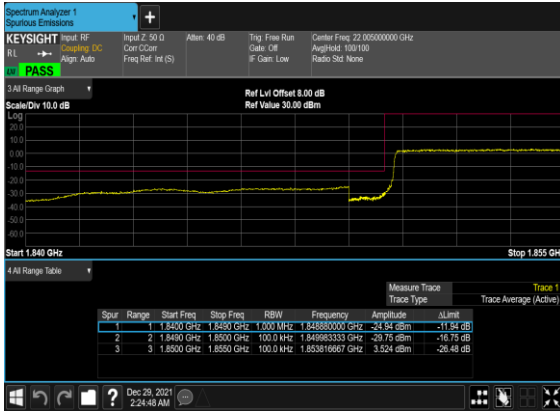 Spectrum Analyzer 1
Spurious Emissions
+
KEYSIGHT Input: RF Input Z: 50 Ω Atten: 40 dB Trig: Free Run Center Freq: 22.005000000 GHz
RL Coupling: DC Corr CCorr Gate: Off Avg|Hold: 100/100
Align: Auto Freq Ref: Int (S) IF Gain: Low Radio Std: None
PASS
3 All Range Graph
Ref Lvl Offset 8.00 dB
Scale/Div 10.0 dB Ref Value 30.00 dBm
Log
20.0
10.0
0.00
-10.0
-20.0
-30.0
-40.0
-50.0
-60.0
Start 1.840 GHz Stop 1.855 GH
4 All Range Table
Measure Trace Trace 1
Trace Type Trace Average (Active)
Spur Range Start Freq Stop Freq RBW Frequency Amplitude ΔLimit
1 1 1.8400 GHz 1.8490 GHz 1.000 MHz 1.848880000 GHz -24.94 dBm -11.94 dB
2 2 1.8490 GHz 1.8500 GHz 100.0 kHz 1.849983333 GHz -29.75 dBm -16.75 dB
3 3 1.8500 GHz 1.8550 GHz 100.0 kHz 1.853816667 GHz 3.524 dBm -26.48 dB
? Dec 29, 2021
2:24:48 AM